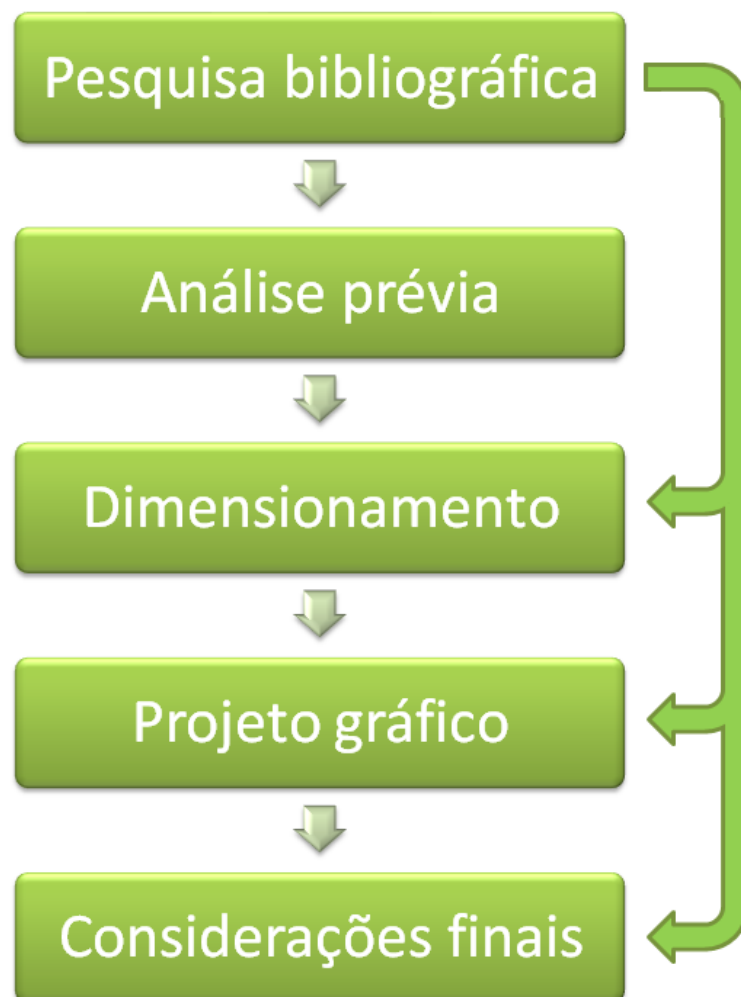 Pesquisa bibliográfica
Análise prévia
Dimensionamento
Projeto gráfico
Considerações finais